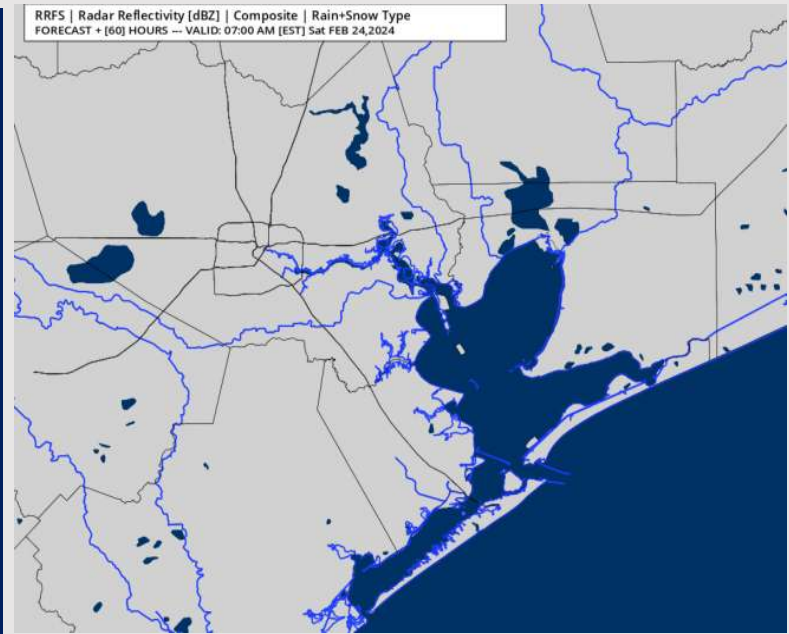 RRFS | Radar Reflectivity [dBZ] | Composite | Rain+Snow Type
FORECAST + [60] HOURS --- VALID: 07:00 AM [EST] Sat FEB 24,2024